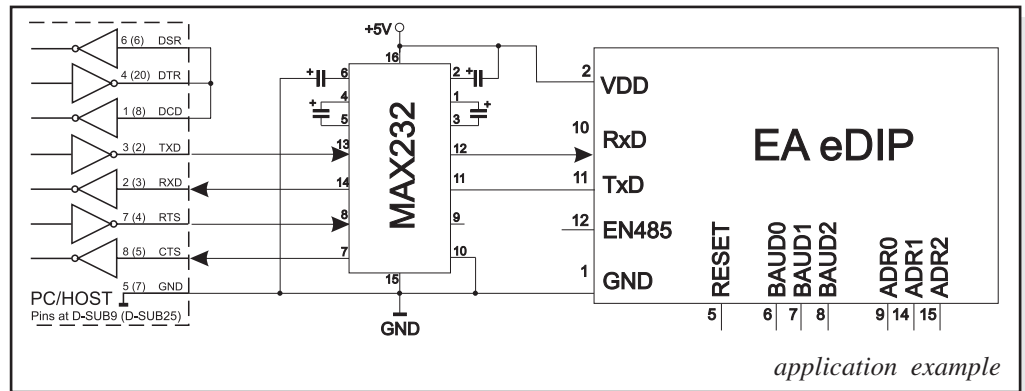 +5V
6 (6) DSR
4 (20) DTR
1 (8) DCD
3 (2) TXD
2 (3) RXD
7 (4) RTS
8 (5) CTS
5 (7) GND
PC/HOST
Pins at D-SUB9 (D-SUB25)
16
+ 6
4
+
5
13
14
8
7
15
MAX232
2 +
1
+
3
12
11
9
10
GND
2 VDD
10 RxD
11 TxD
12 EN485
1 GND
EA eDIP
RESET
BAUD0
BAUD1
BAUD2
ADR0
ADR1
ADR2
5
6
7
8
9
14
15
application example